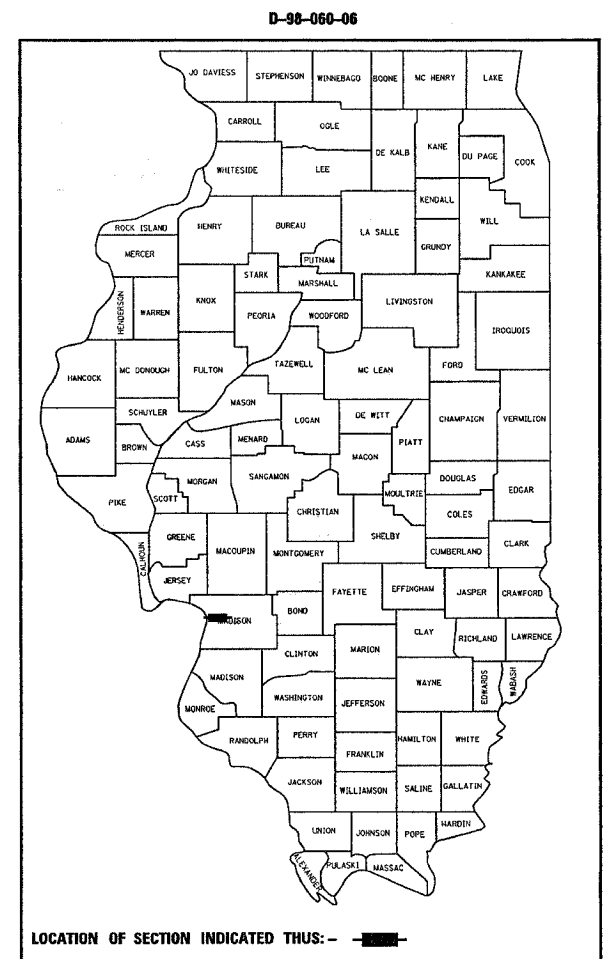 D-98-060-06
JO DAVIESS STEPHENSON WINNEBAGO BOONE MC HENRY LAKE
CARROLL OGLE DE KALB KANE DU PAGE COOK
WHITESIDE LEE
KENDALL WILL
ROCK ISLAND HENRY BUREAU LA SALLE
GRUNDY
MERCER PUTNAM
STARK MARSHALL KANKAKEE
HENDERSON WARREN KNOX PEORIA WOODFORD LIVINGSTON
IROQUOIS
HANCOCK MC DONOUGH FULTON TAZEWELL MC LEAN FORD
MASON
SCHUYLER LOGAN DE WITT CHAMPAIGN VERMILION
ADAMS BROWN CASS MENARD PIATT
MACON
MORGAN SANGAMON DOUGLAS
PIKE SCOTT CHRISTIAN MOULTRIE EDGAR
COLES
GREENE MACOUPIN MONTGOMERY SHELBY
CALHOUN CUMBERLAND CLARK
JERSEY FAYETTE EFFINGHAM JASPER CRAWFORD
BOND
MADISON CLAY RICHLAND LAWRENCE
CLINTON MARION
MADISON WAYNE EDWARDS WABASH
WASHINGTON JEFFERSON
MONROE
RANDOLPH PERRY HAMILTON WHITE
FRANKLIN
JACKSON WILLIAMSON SALINE GALLATIN
UNION JOHNSON POPE HARDIN
ALEXANDER PULASKI MASSAC
LOCATION OF SECTION INDICATED THUS: –